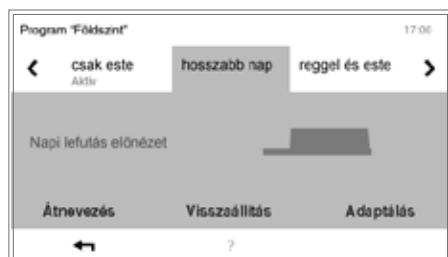 Program "Földszint" 17:00
csak este hosszabb nap reggel és este
Aktív
Napi lefutás előnézet
Átnevezés Visszaállítás Adaptálás
?